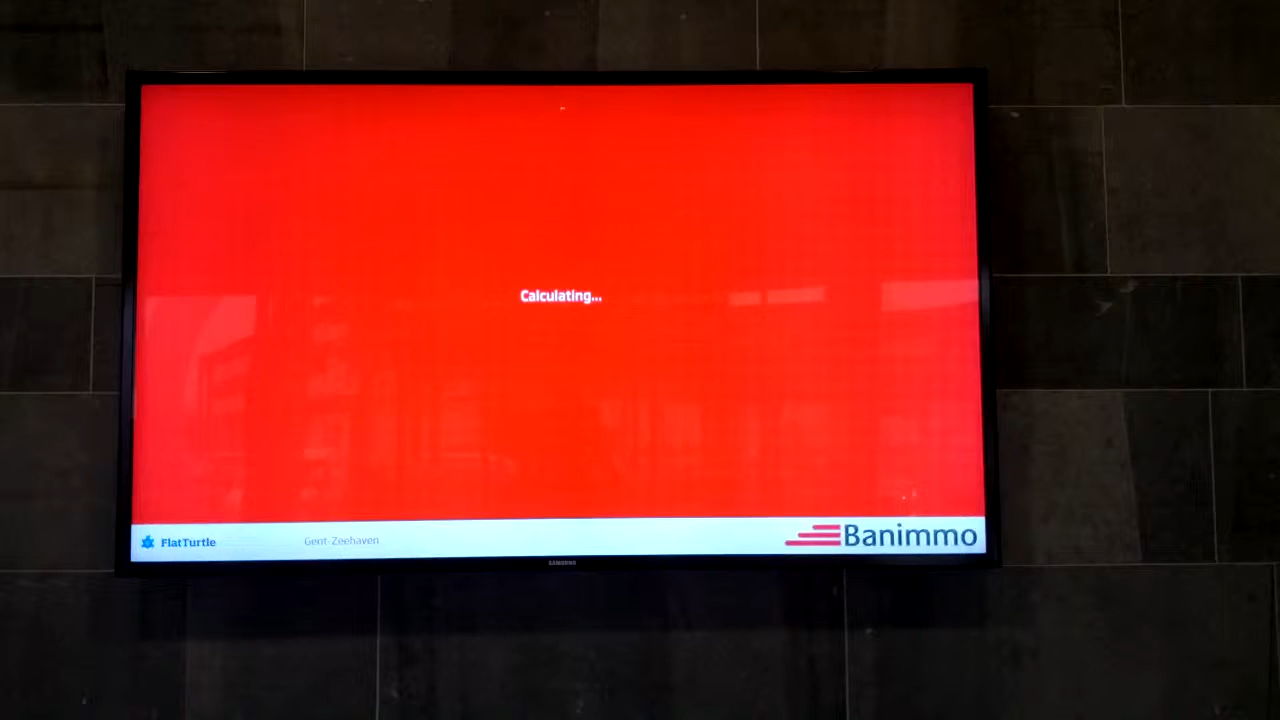 Calculating...
FlatTurtle
Gent-Zeehaven
Banimmo
SAMSUNG